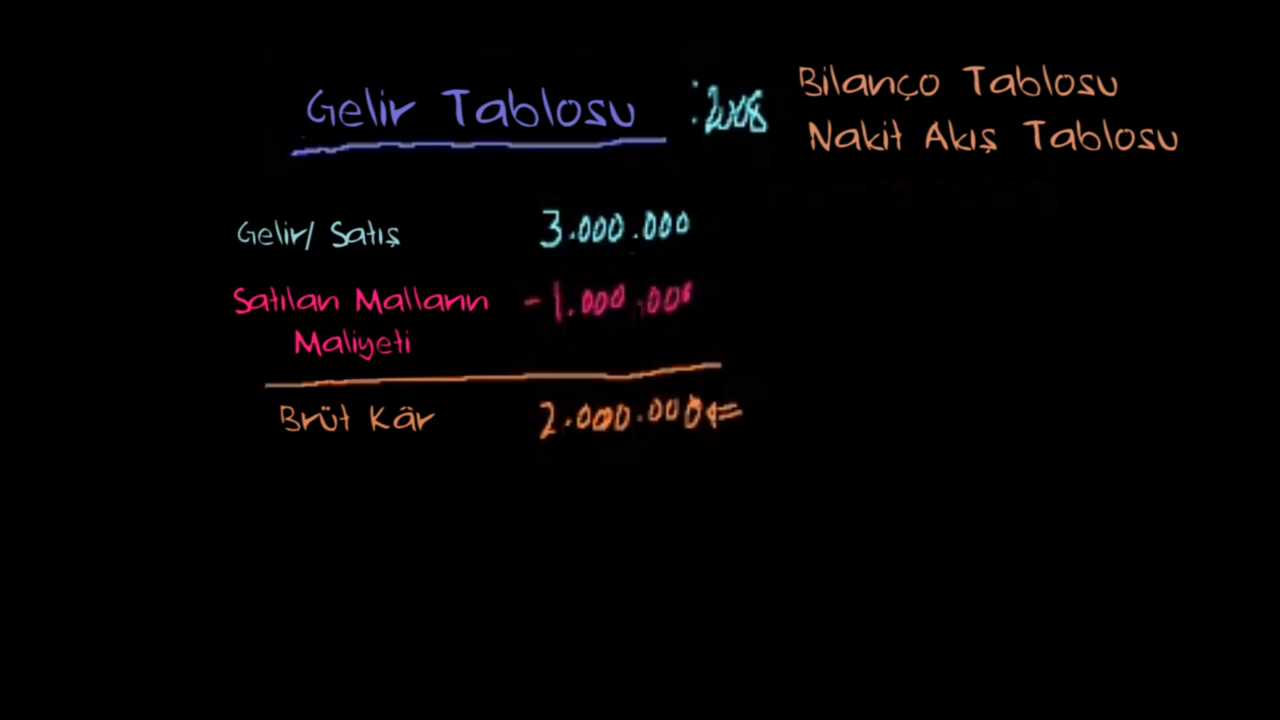 Gelir Tablosu : 2008
Bilanço Tablosu
Nakit Akış Tablosu
Gelir/ Satış 3.000.000
Satılan Malların - 1.000.000
Maliyeti
Brüt Kâr 2.000.000 ⇐